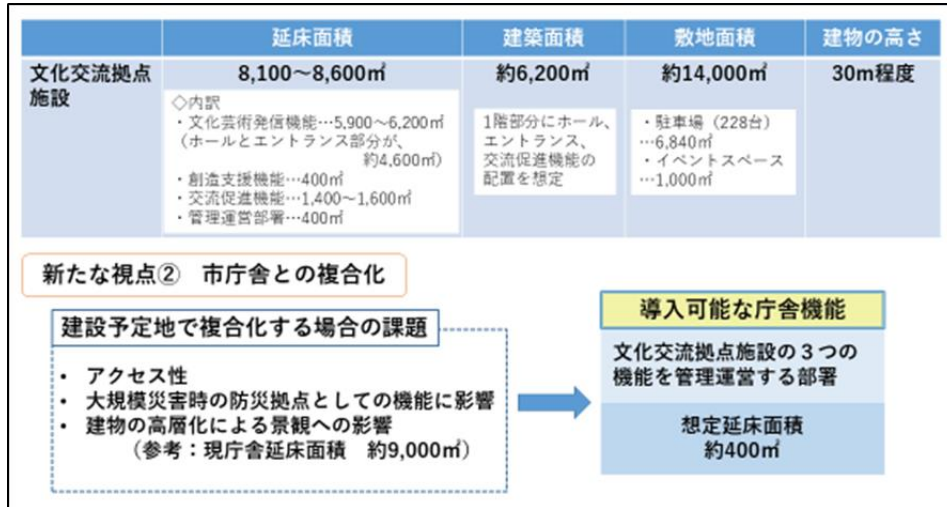 延床面積
建築面積
敷地面積
建物の高さ
文化交流拠点
施設
8,100～8,600㎡
約6,200㎡
約14,000㎡
30m程度
◇内訳
・文化芸術発信機能…5,900～6,200㎡
（ホールとエントランス部分が、
約4,600㎡）
・創造支援機能…400㎡
・交流促進機能…1,400～1,600㎡
・管理運営部署…400㎡
1階部分にホール、
エントランス、
交流促進機能の
配置を想定
・駐車場（228台）
…6,840㎡
・イベントスペース
…1,000㎡
新たな視点② 市庁舎との複合化
建設予定地で複合化する場合の課題
• アクセス性
• 大規模災害時の防災拠点としての機能に影響
• 建物の高層化による景観への影響
（参考：現庁舎延床面積 約9,000㎡）
導入可能な庁舎機能
文化交流拠点施設の３つの
機能を管理運営する部署
想定延床面積
約400㎡